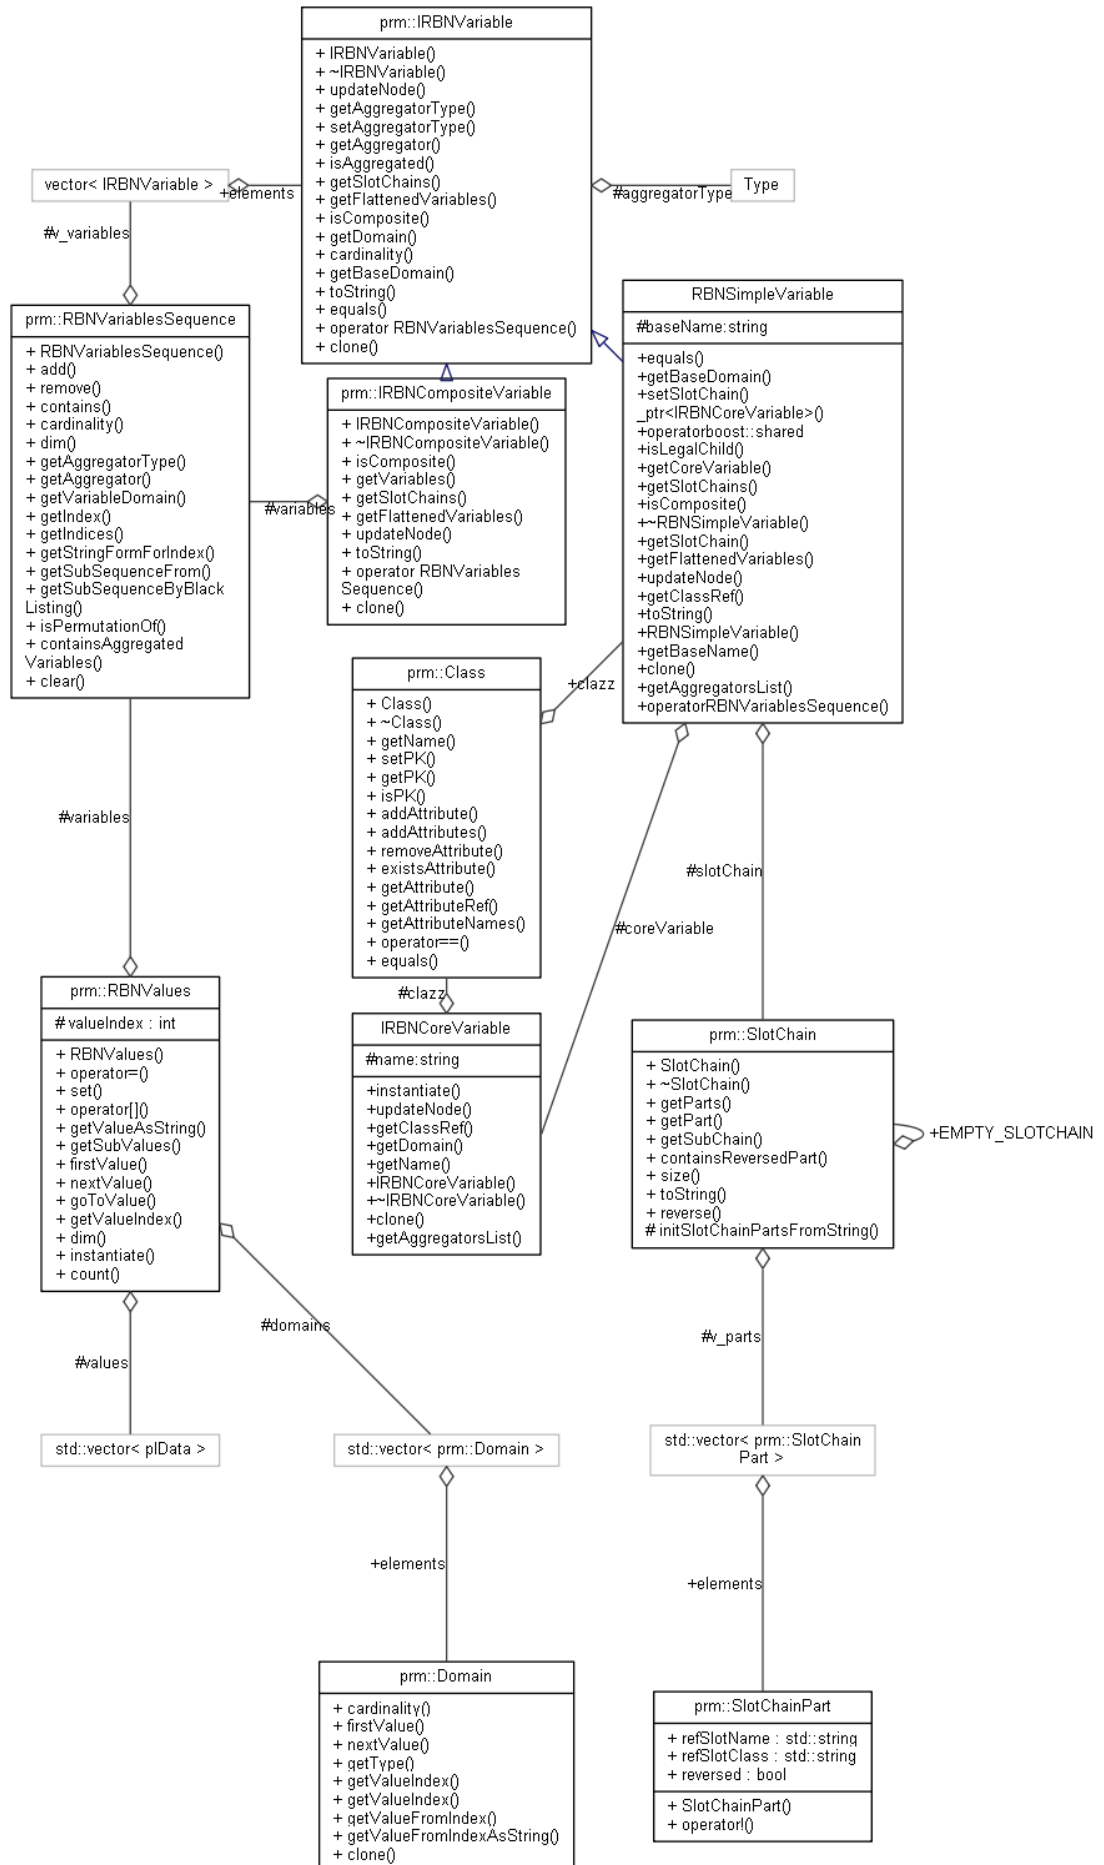 prm::IRBNVariable
+ IRBNVariable()
+ ~IRBNVariable()
+ updateNode()
+ getAggregatorType()
+ setAggregatorType()
+ getAggregator()
+ isAggregated()
+ getSlotChains()
+ getFlattenedVariables()
+ isComposite()
+ getDomain()
+ cardinality()
+ getBaseDomain()
+ toString()
+ equals()
+ operator RBNVariablesSequence()
+ clone()
vector< IRBNVariable >
+elements
#aggregatorType
Type
#v_variables
prm::RBNVariablesSequence
+ RBNVariablesSequence()
+ add()
+ remove()
+ contains()
+ cardinality()
+ dim()
+ getAggregatorType()
+ getAggregator()
+ getVariableDomain()
+ getIndex()
+ getIndices()
+ getStringFormForIndex()
+ getSubSequenceFrom()
+ getSubSequenceByBlack
Listing()
+ isPermutationOf()
+ containsAggregated
Variables()
+ clear()
#variables
prm::IRBNCompositeVariable
+ IRBNCompositeVariable()
+ ~IRBNCompositeVariable()
+ isComposite()
+ getVariables()
+ getSlotChains()
+ getFlattenedVariables()
+ updateNode()
+ toString()
+ operator RBNVariables
Sequence()
+ clone()
RBNSimpleVariable
#baseName:string
+equals()
+getBaseDomain()
+setSlotChain()
_ptr<IRBNCoreVariable>()
+operatorboost::shared
+isLegalChild()
+getCoreVariable()
+getSlotChains()
+isComposite()
+~RBNSimpleVariable()
+getSlotChain()
+getFlattenedVariables()
+updateNode()
+getClassRef()
+toString()
+RBNSimpleVariable()
+getBaseName()
+clone()
+getAggregatorsList()
+operatorRBNVariablesSequence()
+clazz
prm::Class
+ Class()
+ ~Class()
+ getName()
+ setPK()
+ getPK()
+ isPK()
+ addAttribute()
+ addAttributes()
+ removeAttribute()
+ existsAttribute()
+ getAttribute()
+ getAttributeRef()
+ getAttributeNames()
+ operator==()
+ equals()
#variables
#slotChain
#coreVariable
#clazz
prm::RBNValues
# valueIndex : int
+ RBNValues()
+ operator=()
+ set()
+ operator[]()
+ getValueAsString()
+ getSubValues()
+ firstValue()
+ nextValue()
+ goToValue()
+ getValueIndex()
+ dim()
+ instantiate()
+ count()
IRBNCoreVariable
#name:string
+instantiate()
+updateNode()
+getClassRef()
+getDomain()
+getName()
+IRBNCoreVariable()
+~IRBNCoreVariable()
+clone()
+getAggregatorsList()
prm::SlotChain
+ SlotChain()
+ ~SlotChain()
+ getParts()
+ getPart()
+ getSubChain()
+ containsReversedPart()
+ size()
+ toString()
+ reverse()
# initSlotChainPartsFromString()
+EMPTY_SLOTCHAIN
#domains
#values
#v_parts
std::vector< plData >
std::vector< prm::Domain >
std::vector< prm::SlotChain
Part >
+elements
+elements
prm::Domain
+ cardinality()
+ firstValue()
+ nextValue()
+ getType()
+ getValueIndex()
+ getValueIndex()
+ getValueFromIndex()
+ getValueFromIndexAsString()
+ clone()
prm::SlotChainPart
+ refSlotName : std::string
+ refSlotClass : std::string
+ reversed : bool
+ SlotChainPart()
+ operator!()